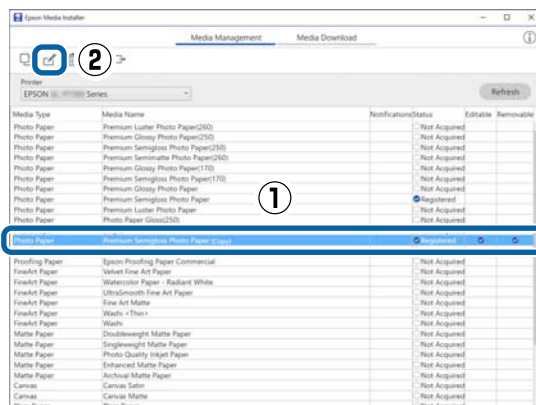 Epson Media Installer
Media Management Media Download
②
Printer
EPSON Series
Refresh
Media Type Media Name Notifications Status Editable Removable
Photo Paper Premium Luster Photo Paper(260) Not Acquired
Photo Paper Premium Glossy Photo Paper(250) Not Acquired
Photo Paper Premium Semigloss Photo Paper(250) Not Acquired
Photo Paper Premium Semimatte Photo Paper(260) Not Acquired
Photo Paper Premium Glossy Photo Paper(170) Not Acquired
Photo Paper Premium Semigloss Photo Paper(170) Not Acquired
Photo Paper Premium Glossy Photo Paper Not Acquired
Photo Paper Premium Semigloss Photo Paper Registered
Photo Paper Premium Luster Photo Paper Not Acquired
Photo Paper Photo Paper Gloss(250) Not Acquired
①
Photo Paper Premium Semigloss Photo Paper (Copy) Registered
Proofing Paper Epson Proofing Paper Commercial Not Acquired
FineArt Paper Velvet Fine Art Paper Not Acquired
FineArt Paper Watercolor Paper - Radiant White Not Acquired
FineArt Paper UltraSmooth Fine Art Paper Not Acquired
FineArt Paper Fine Art Matte Not Acquired
FineArt Paper Washi <Thin> Not Acquired
FineArt Paper Washi Not Acquired
Matte Paper Doubleweight Matte Paper Not Acquired
Matte Paper Singleweight Matte Paper Not Acquired
Matte Paper Photo Quality Inkjet Paper Not Acquired
Matte Paper Enhanced Matte Paper Not Acquired
Matte Paper Archival Matte Paper Not Acquired
Canvas Canvas Satin Not Acquired
Canvas Canvas Matte Not Acquired